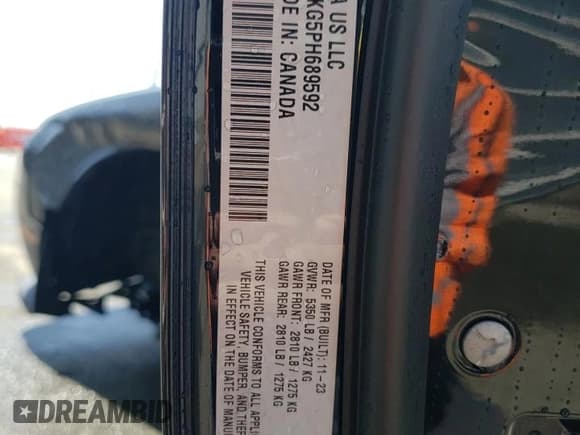 A US LLC
KG5PH689592
DE IN: CANADA
DATE OF MFR (BUILT): 11-23
GVWR: 5350 LB / 2427 KG
GAWR FRONT: 2810 LB / 1275 KG
GAWR REAR: 2810 LB / 1275 KG
THIS VEHICLE CONFORMS TO ALL APPLI
VEHICLE SAFETY, BUMPER, AND THEF
IN EFFECT ON THE DATE OF MANU
DREAMBID